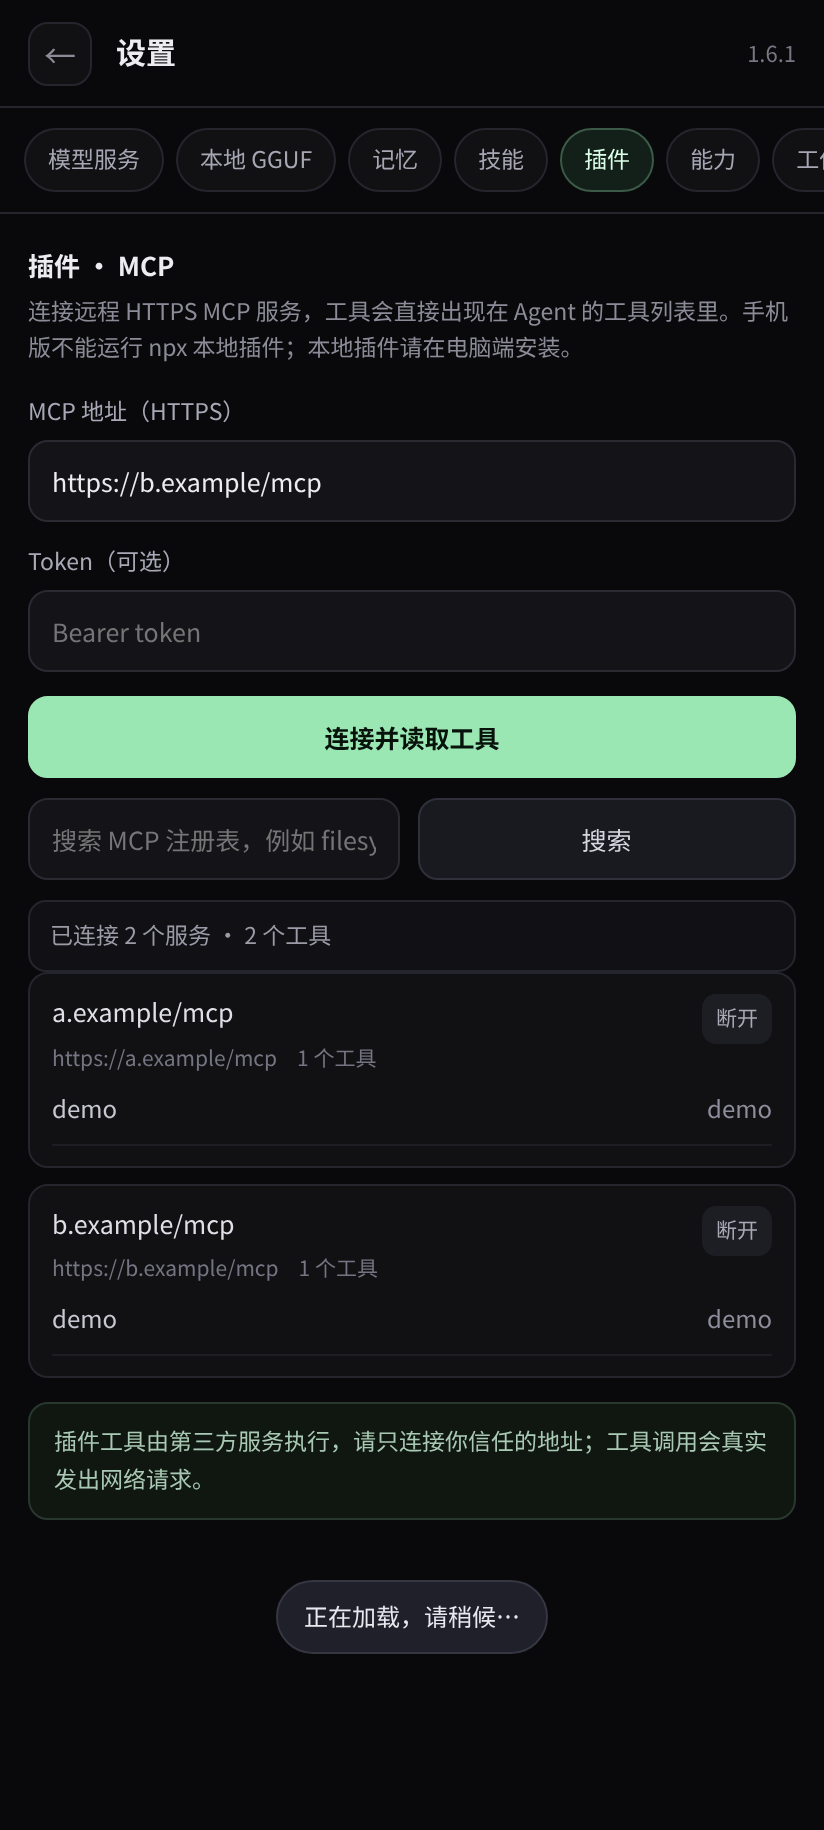 ←
设置
1.6.1
模型服务
本地 GGUF
记忆
技能
插件
能力
插件 · MCP
连接远程 HTTPS MCP 服务，工具会直接出现在 Agent 的工具列表里。手机
版不能运行 npx 本地插件；本地插件请在电脑端安装。
MCP 地址（HTTPS）
https://b.example/mcp
Token（可选）
Bearer token
连接并读取工具
搜索 MCP 注册表，例如 files
搜索
已连接 2 个服务 · 2 个工具
a.example/mcp
断开
https://a.example/mcp 1 个工具
demo
demo
b.example/mcp
断开
https://b.example/mcp 1 个工具
demo
demo
插件工具由第三方服务执行，请只连接你信任的地址；工具调用会真实
发出网络请求。
正在加载，请稍候…